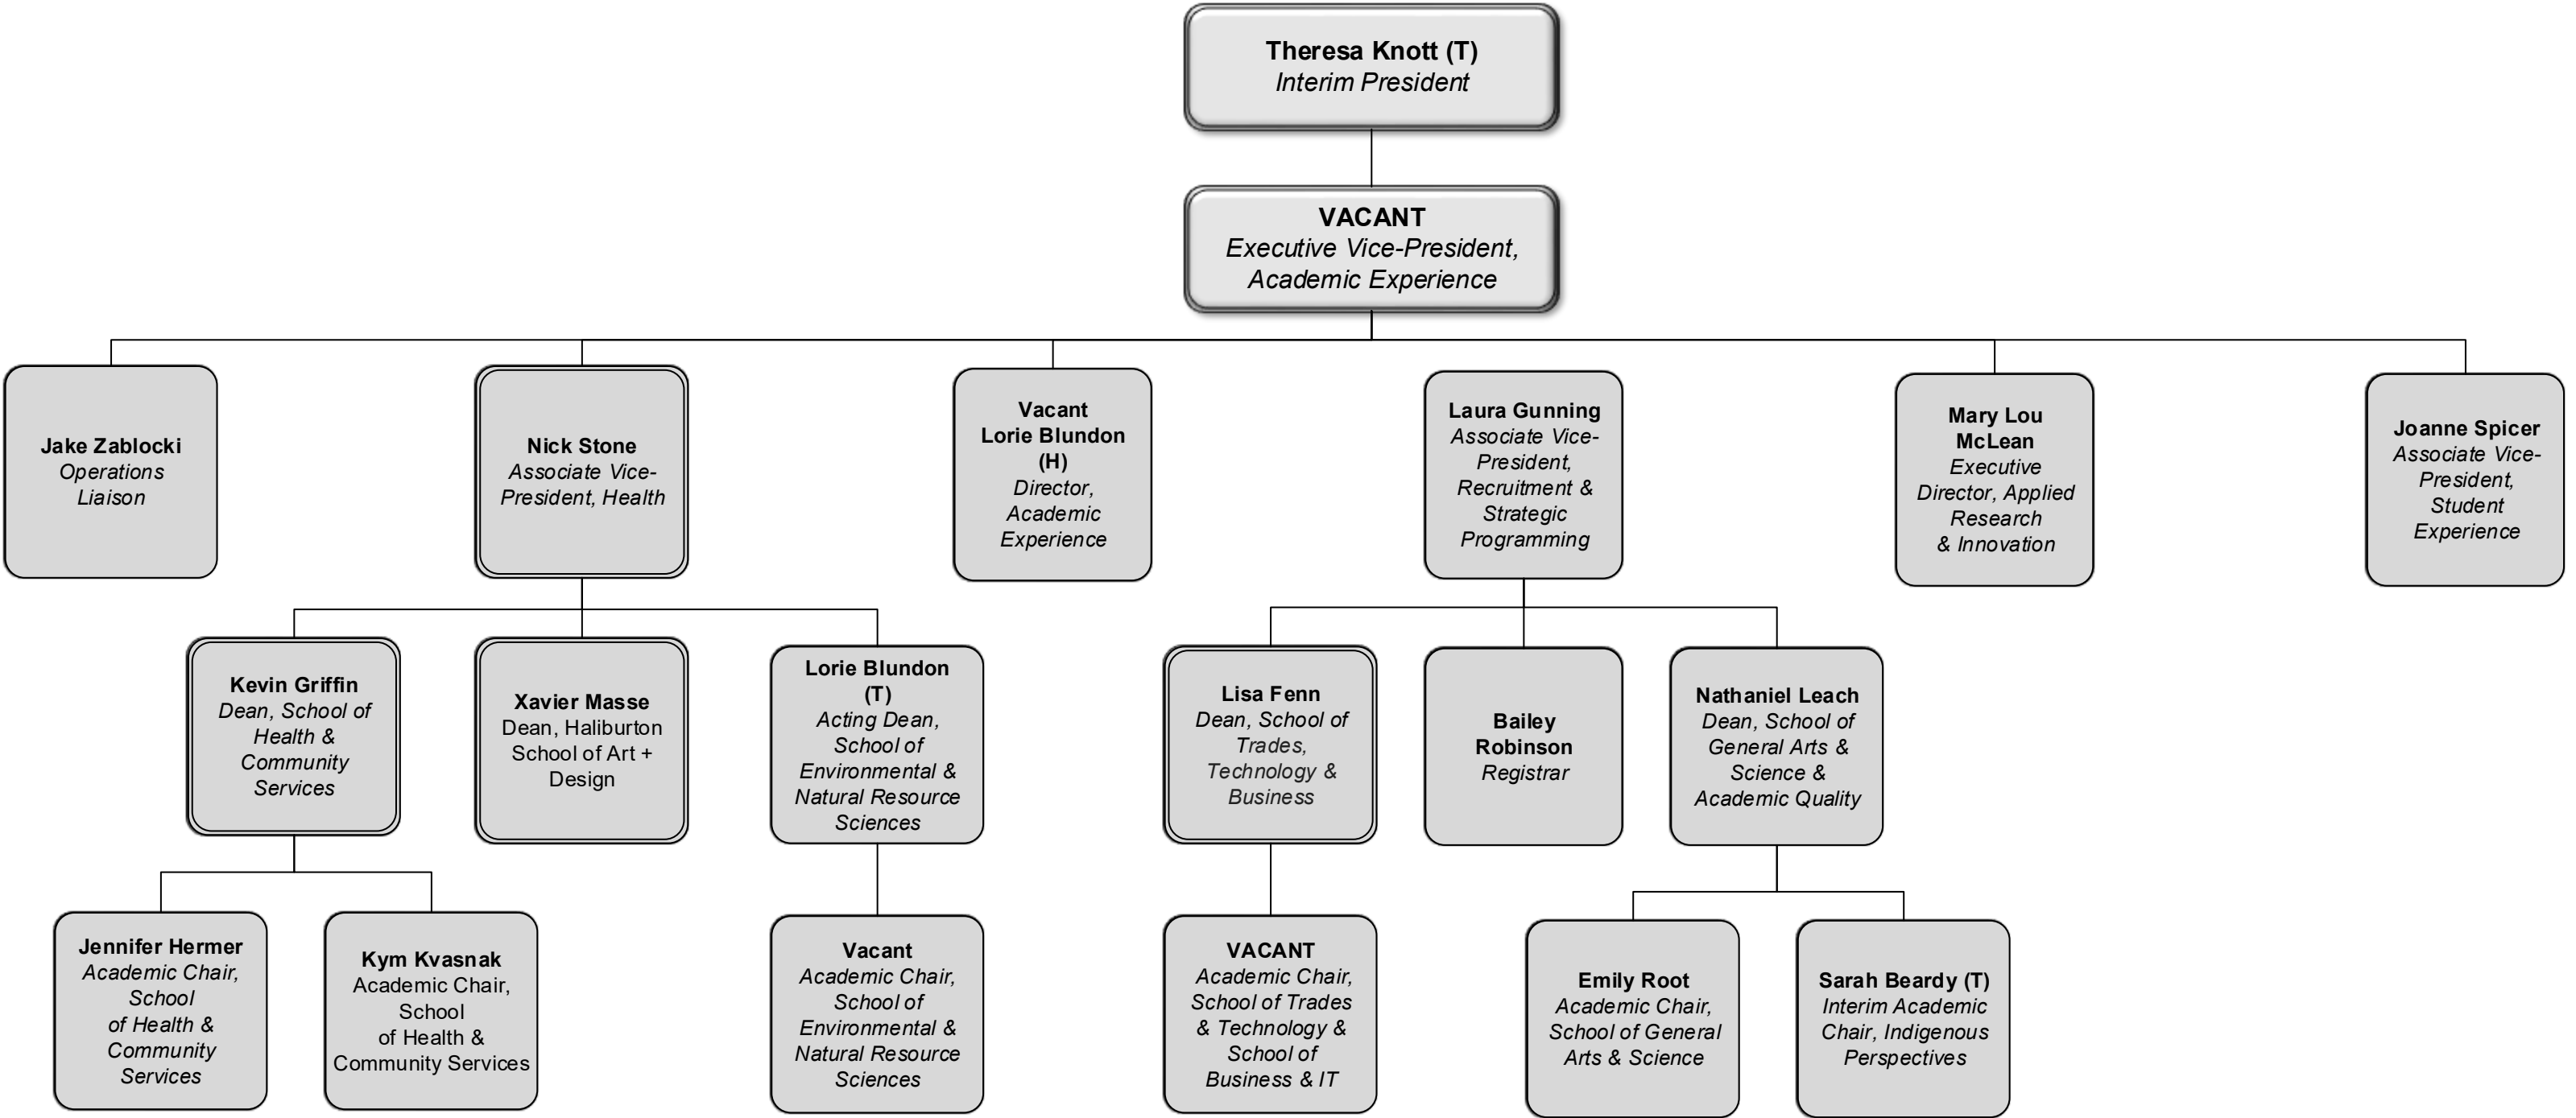 Theresa Knott (T)
Interim President
VACANT
Executive Vice-President,
Academic Experience
Jake Zablocki
Operations
Liaison
Nick Stone
Associate Vice-
President, Health
Vacant
Lorie Blundon
(H)
Director,
Academic
Experience
Laura Gunning
Associate Vice-
President,
Recruitment &
Strategic
Programming
Mary Lou
McLean
Executive
Director, Applied
Research
& Innovation
Joanne Spicer
Associate Vice-
President,
Student
Experience
Kevin Griffin
Dean, School of
Health &
Community
Services
Xavier Masse
Dean, Haliburton
School of Art +
Design
Lorie Blundon
(T)
Acting Dean,
School of
Environmental &
Natural Resource
Sciences
Lisa Fenn
Dean, School of
Trades,
Technology &
Business
Bailey
Robinson
Registrar
Nathaniel Leach
Dean, School of
General Arts &
Science &
Academic Quality
Jennifer Hermer
Academic Chair,
School
of Health &
Community
Services
Kym Kvasnak
Academic Chair,
School
of Health &
Community Services
Vacant
Academic Chair,
School of
Environmental &
Natural Resource
Sciences
VACANT
Academic Chair,
School of Trades
& Technology &
School of
Business & IT
Emily Root
Academic Chair,
School of General
Arts & Science
Sarah Beardy (T)
Interim Academic
Chair, Indigenous
Perspectives